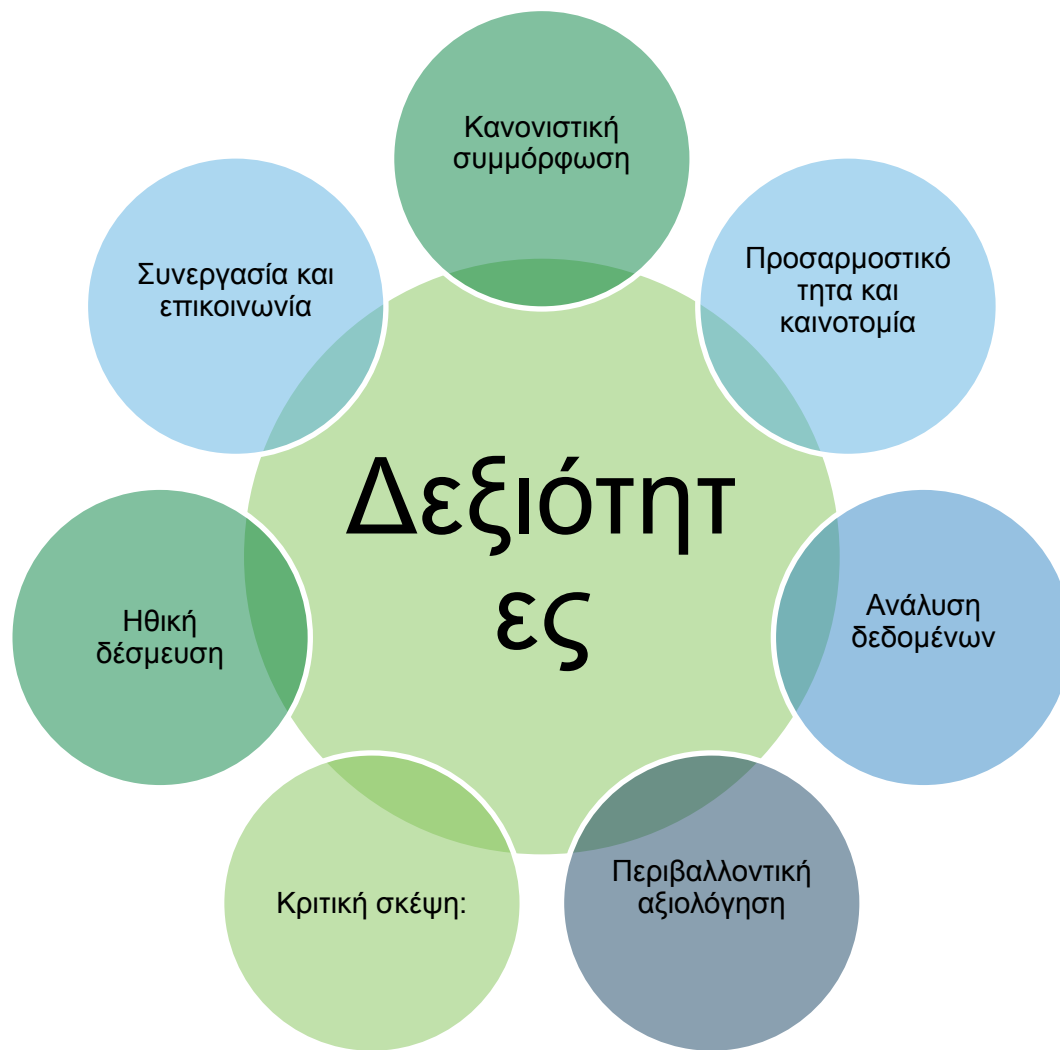 Κανονιστική
συμμόρφωση
Προσαρμοστικό
τητα και
καινοτομία
Ανάλυση
δεδομένων
Περιβαλλοντική
αξιολόγηση
Κριτική σκέψη:
Ηθική
δέσμευση
Συνεργασία και
επικοινωνία
Δεξιότητ
ες